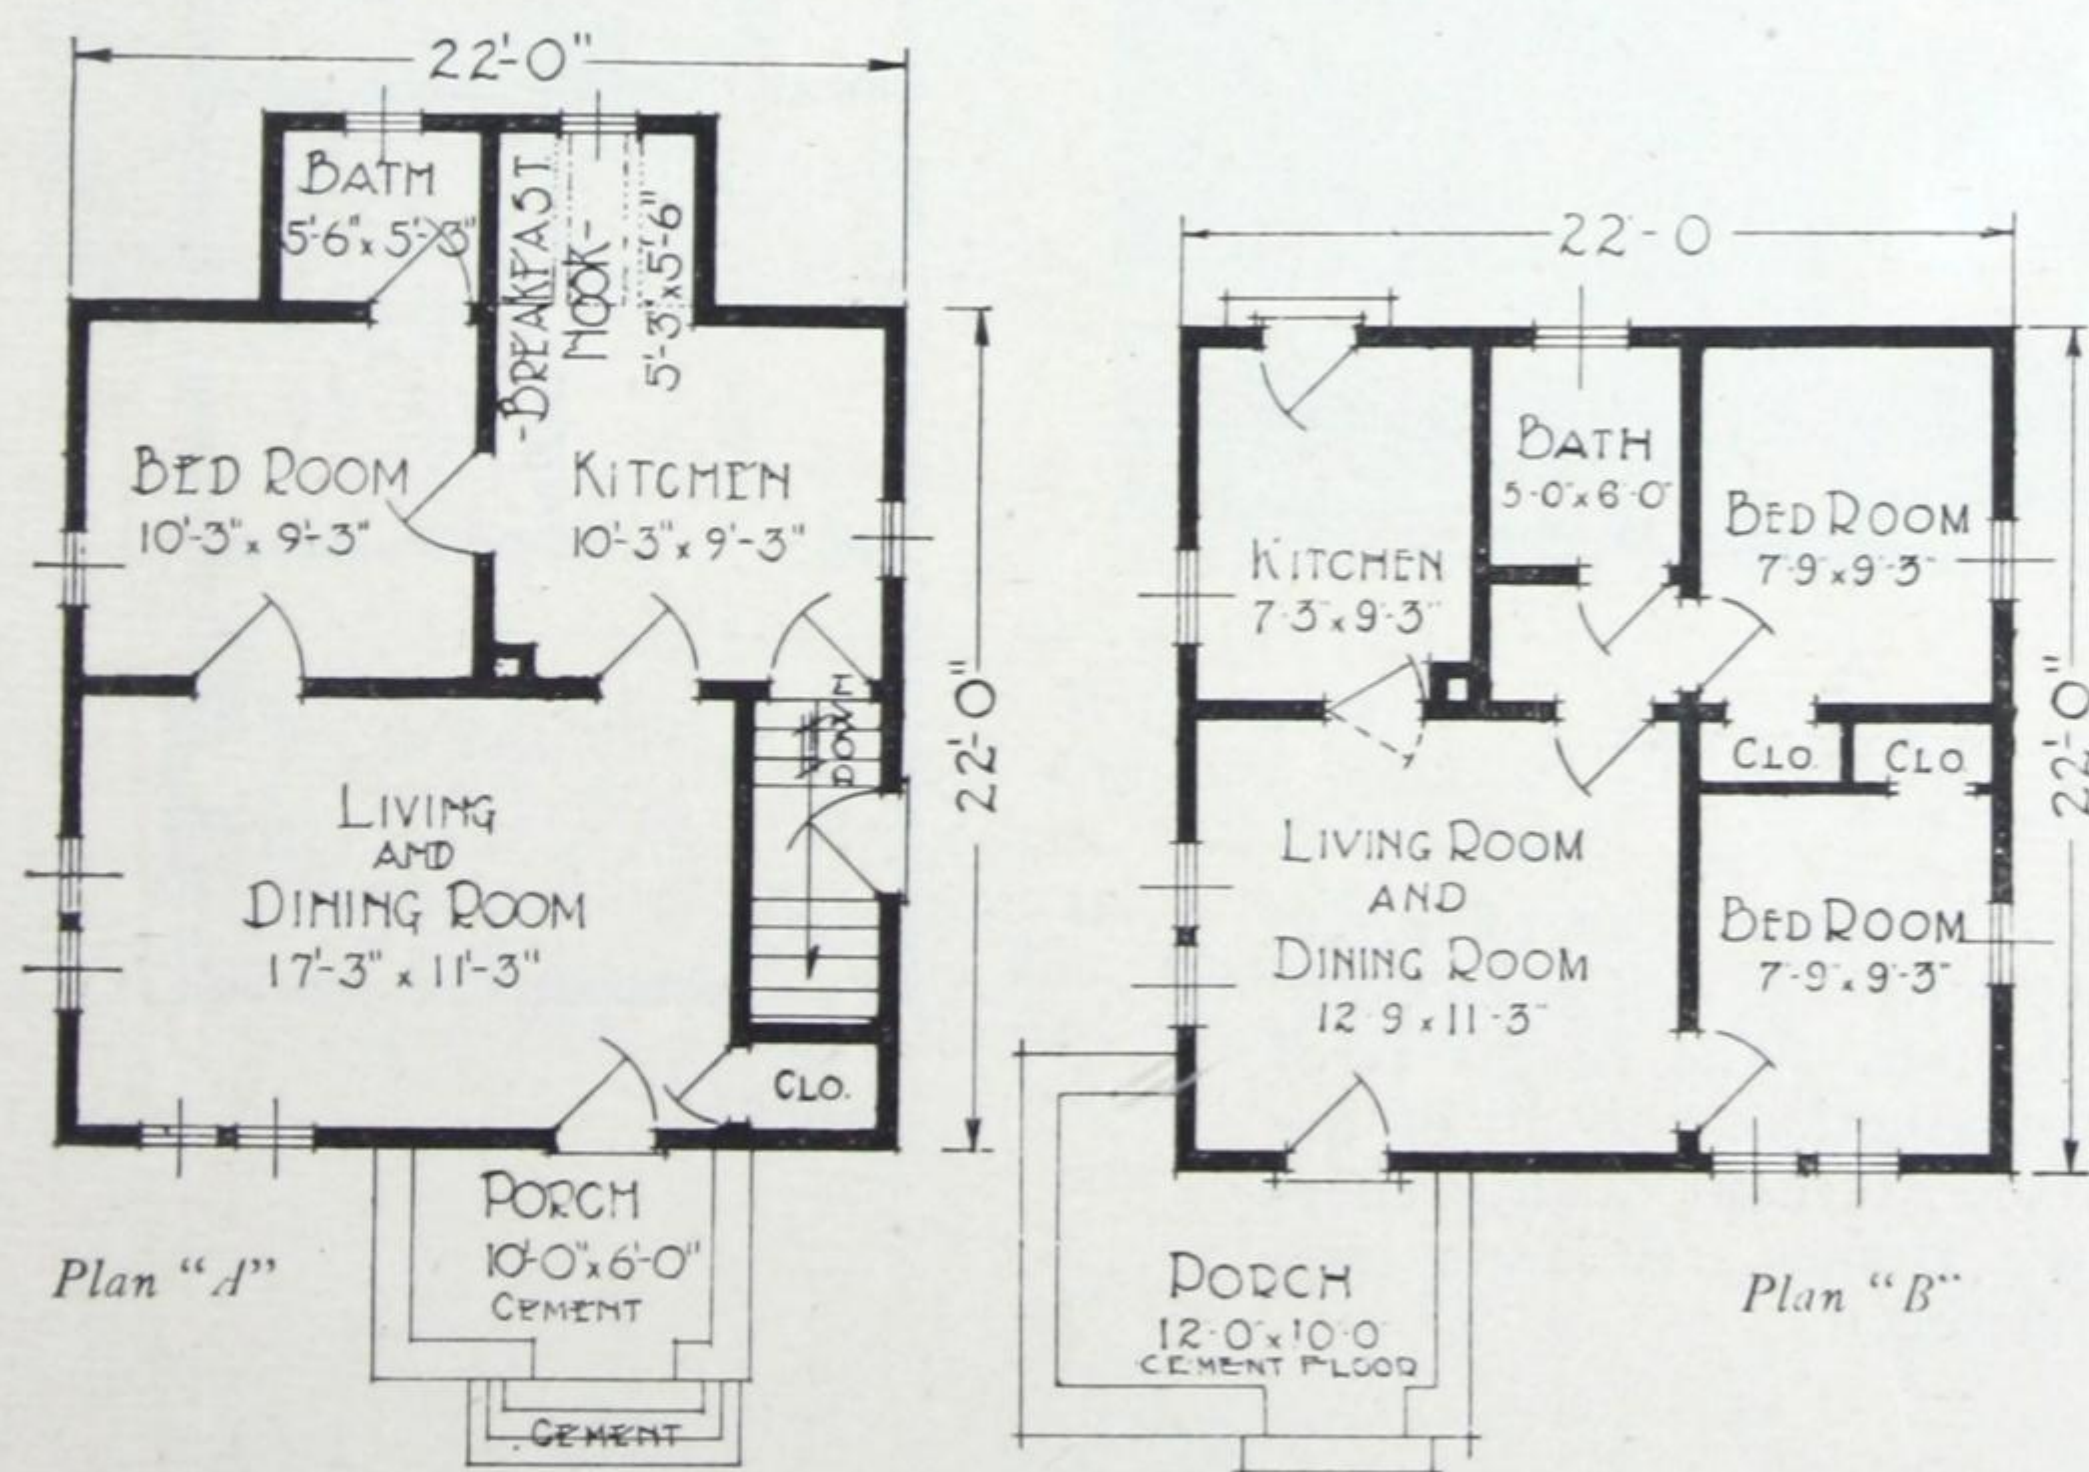 22'-0"
BATH
5'-6" x 5'-3"
-BREAKFAST
NOOK-
5'-3" x 5'-6"
BED ROOM
10'-3" x 9'-3"
KITCHEN
10'-3" x 9'-3"
DOWN
22'-0"
LIVING
AND
DINING ROOM
17'-3" x 11'-3"
CLO.
PORCH
10'-0" x 6'-0"
CEMENT
CEMENT
Plan "A"
22'-0
BATH
5-0" x 6-0"
BED ROOM
7-9" x 9-3"
KITCHEN
7-3" x 9-3"
CLO.
CLO.
22'-0"
LIVING ROOM
AND
DINING ROOM
12-9 x 11-3"
BED ROOM
7-9" x 9-3"
PORCH
12-0" x 10-0
CEMENT FLOOR
Plan "B"